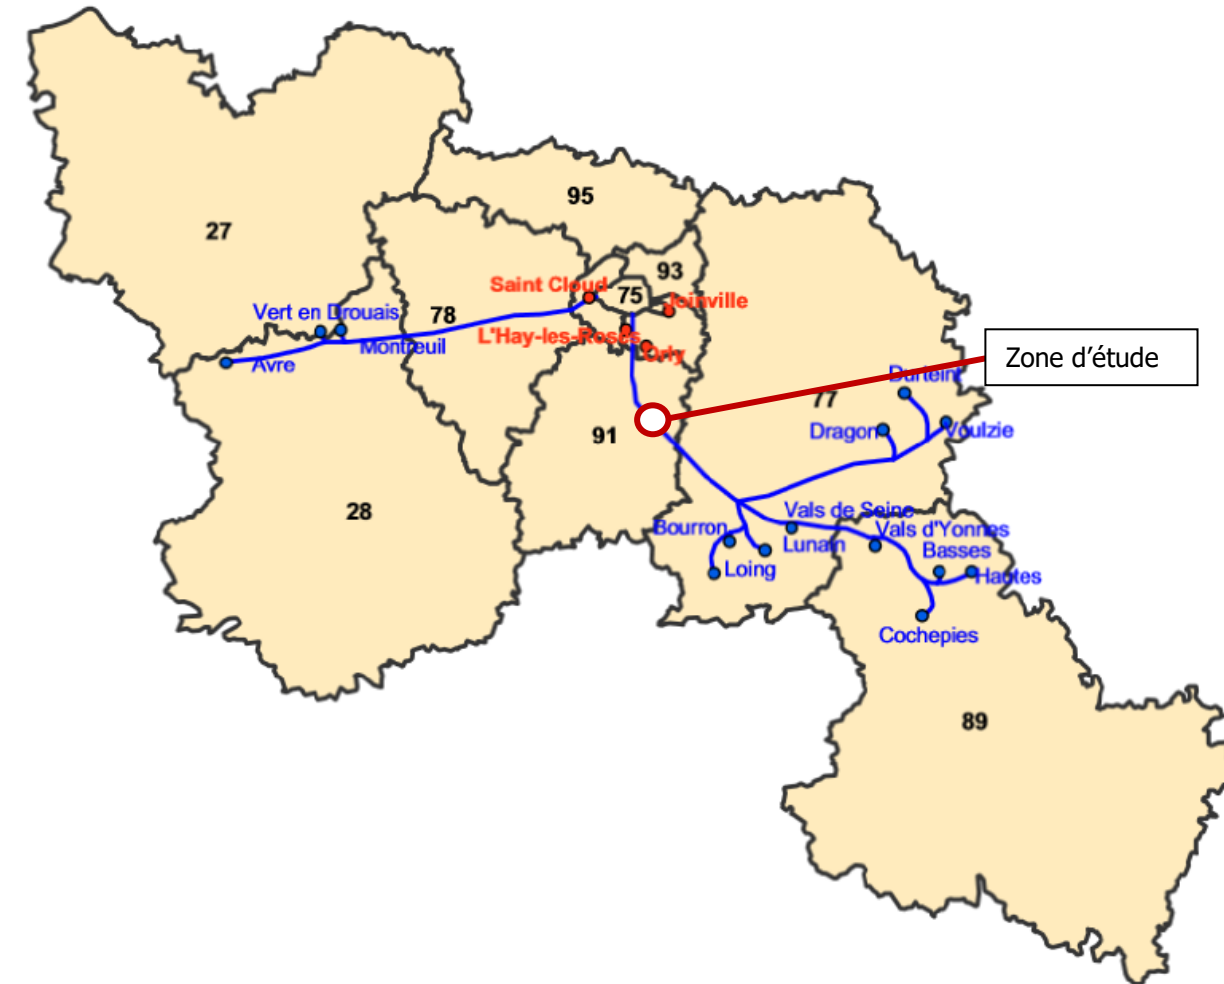 95
27
93
Saint Cloud
75
Joinville
Vert en Drouais
78
L'Hay-les-Roses
Montreuil
Orly
Avre
Zone d'étude
Durteint
77
Dragon
Voulzie
91
28
Vals de Seine
Bourron
Vals d'Yonnes
Lunain
Basses
Loing
Hautes
Cochepies
89